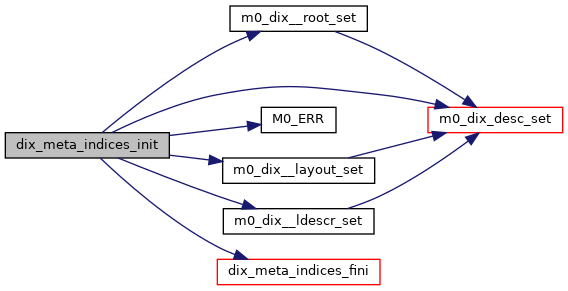 m0_dix__root_set
m0_dix_desc_set
M0_ERR
dix_meta_indices_init
m0_dix__layout_set
m0_dix__ldescr_set
dix_meta_indices_fini